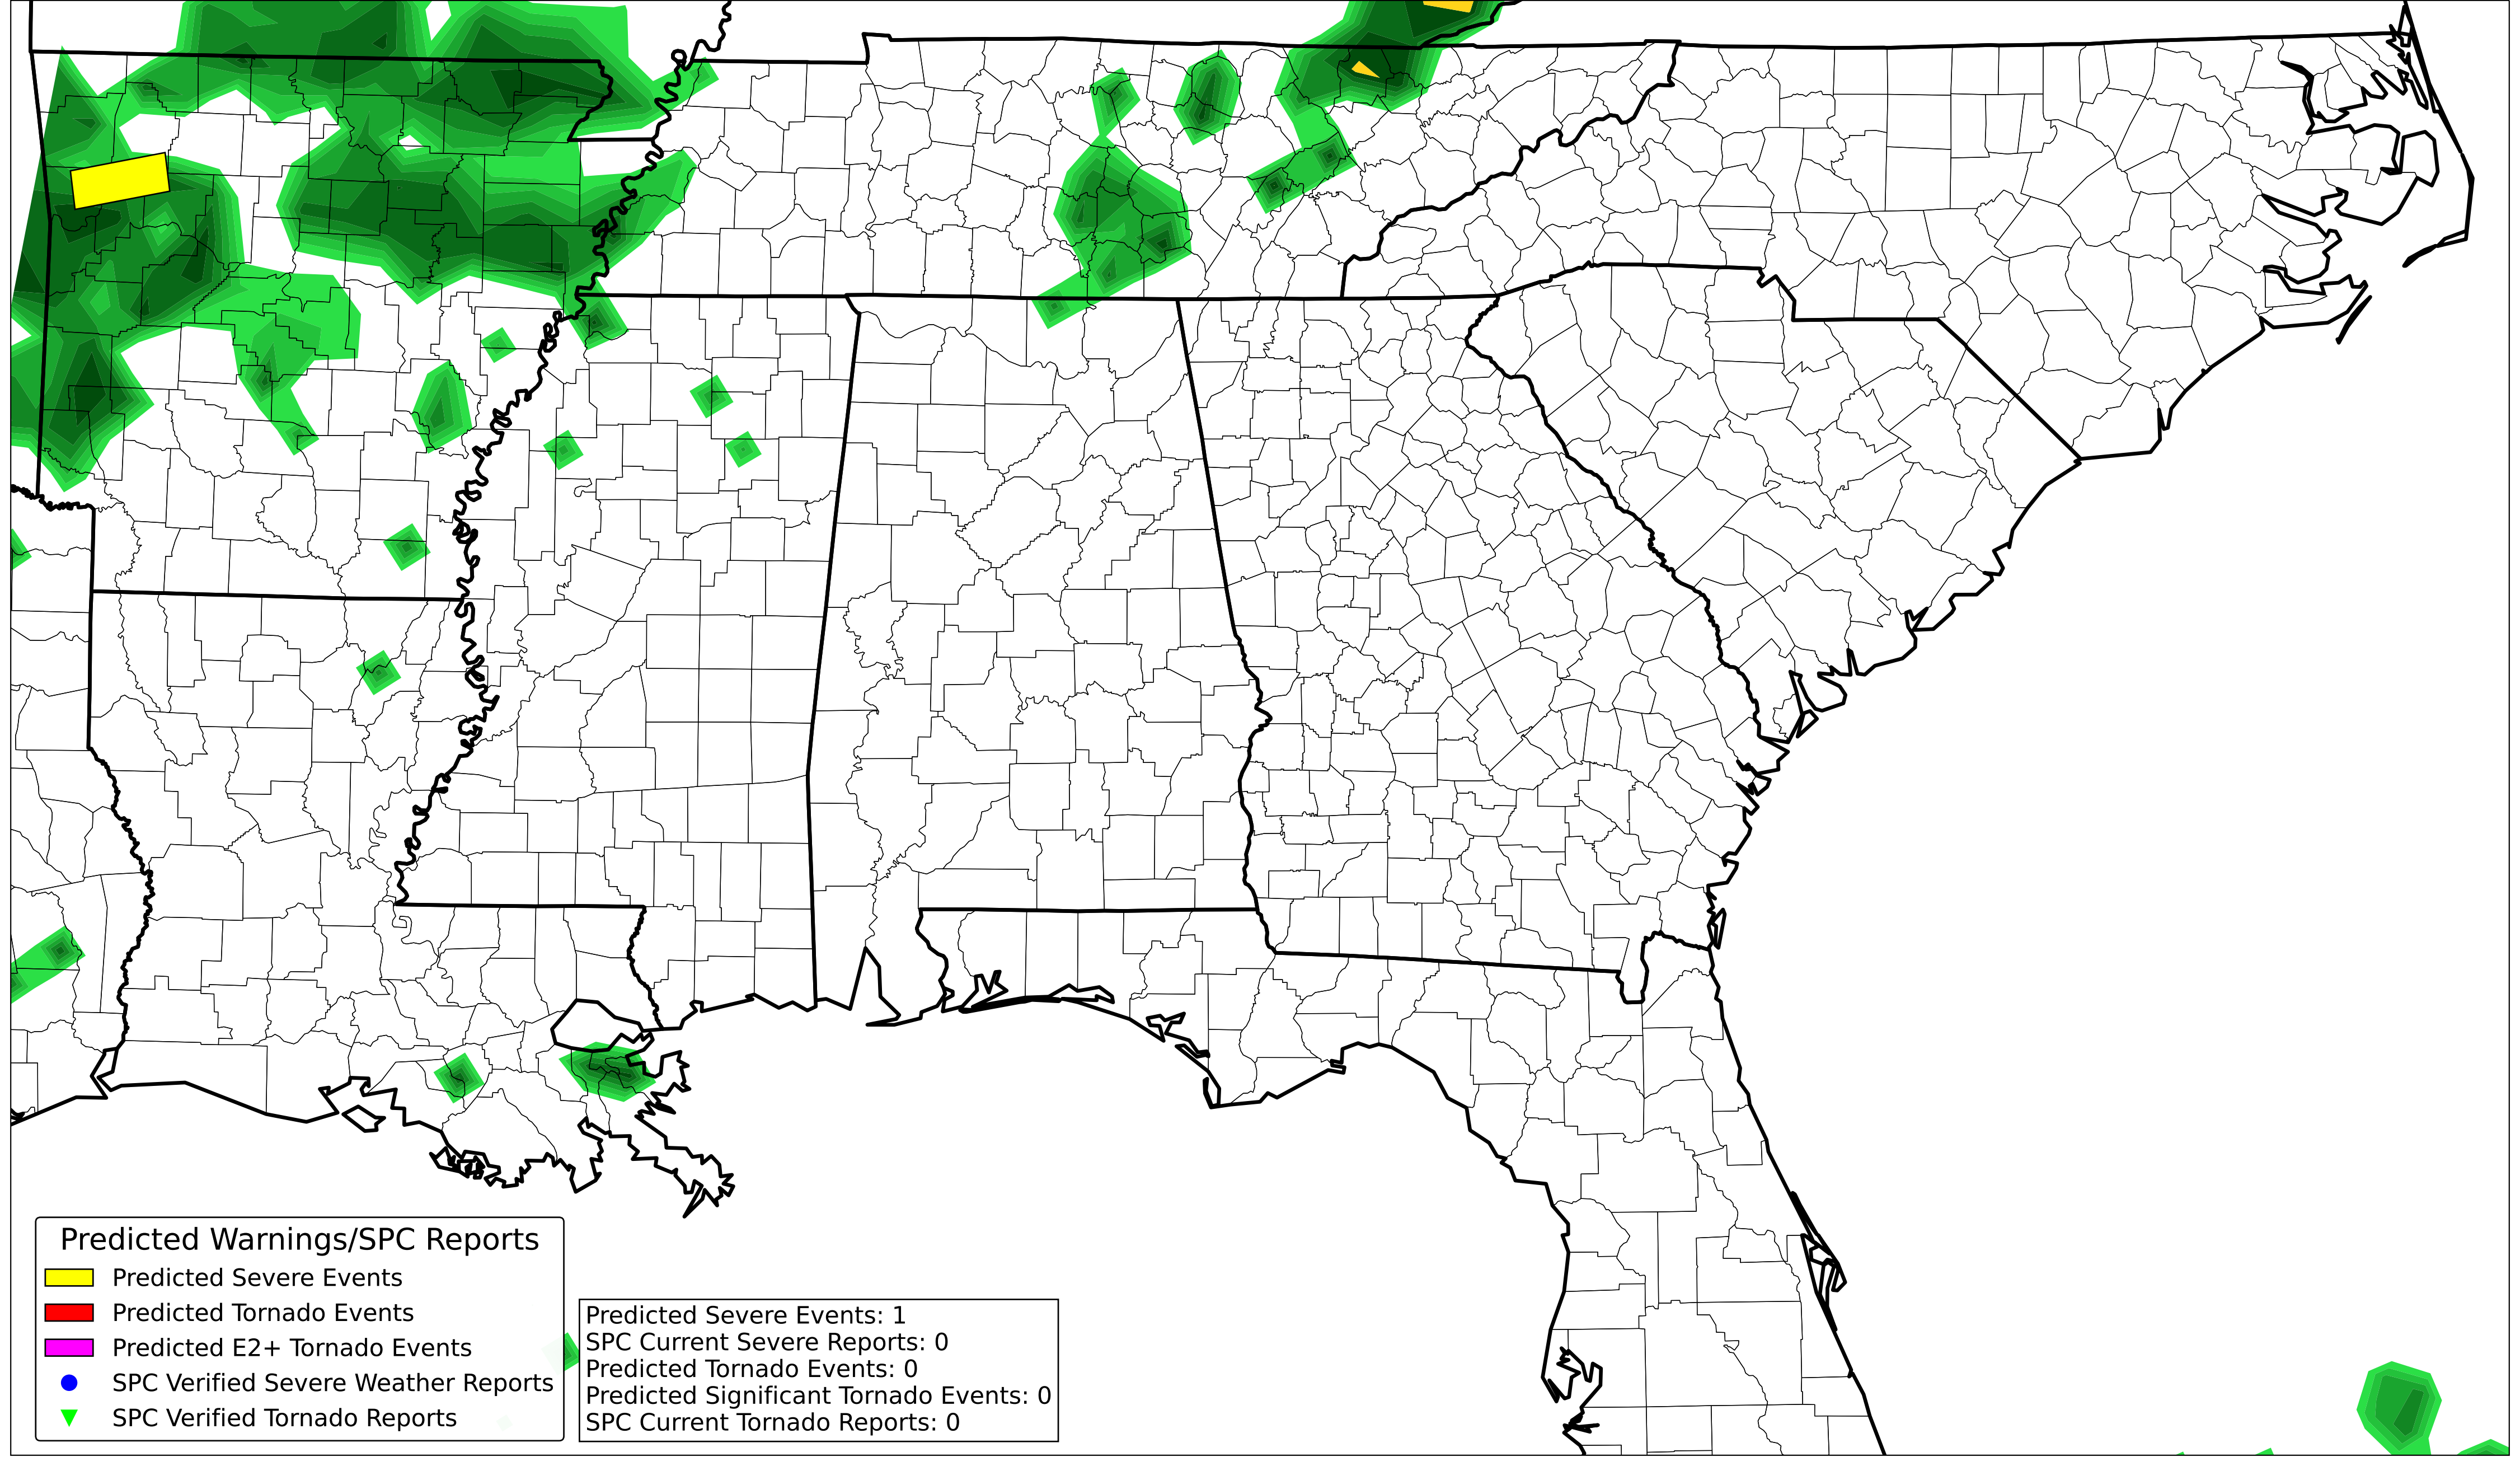 Predicted Warnings/SPC Reports
Predicted Severe Events
Predicted Tornado Events
Predicted E2+ Tornado Events
SPC Verified Severe Weather Reports
SPC Verified Tornado Reports
Predicted Severe Events: 1
SPC Current Severe Reports: 0
Predicted Tornado Events: 0
Predicted Significant Tornado Events: 0
SPC Current Tornado Reports: 0